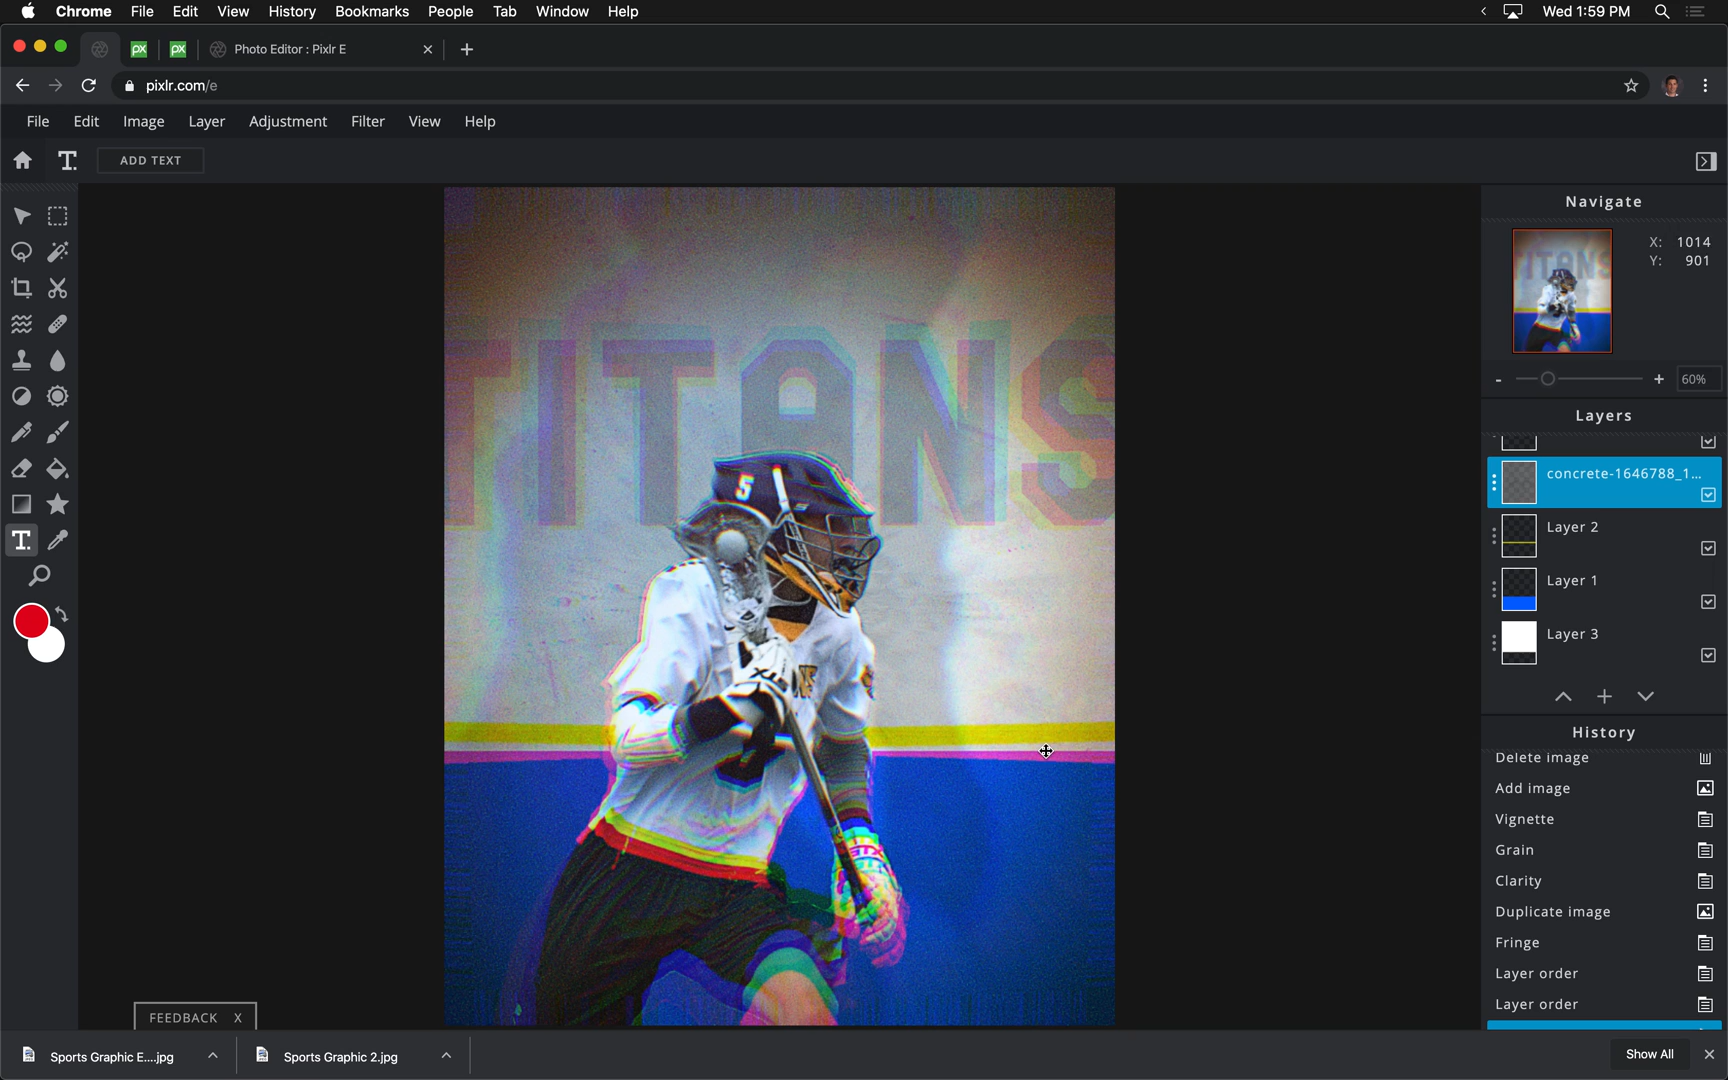 Chrome File Edit View History Bookmarks People Tab Window Help Wed 1:59 PM
px px Photo Editor : Pixlr E
pixlr.com/e
File Edit Image Layer Adjustment Filter View Help
T. ADD TEXT
Navigate
X: 1014
Y: 901
TITANS
- + 60%
Layers
TITANS
concrete-1646788_1...
5
Layer 2
Layer 1
Layer 3
T.
History
Delete image
Add image
Vignette
Grain
Clarity
Duplicate image
Fringe
Layer order
Layer order
FEEDBACK X
Sports Graphic E....jpg Sports Graphic 2.jpg Show All